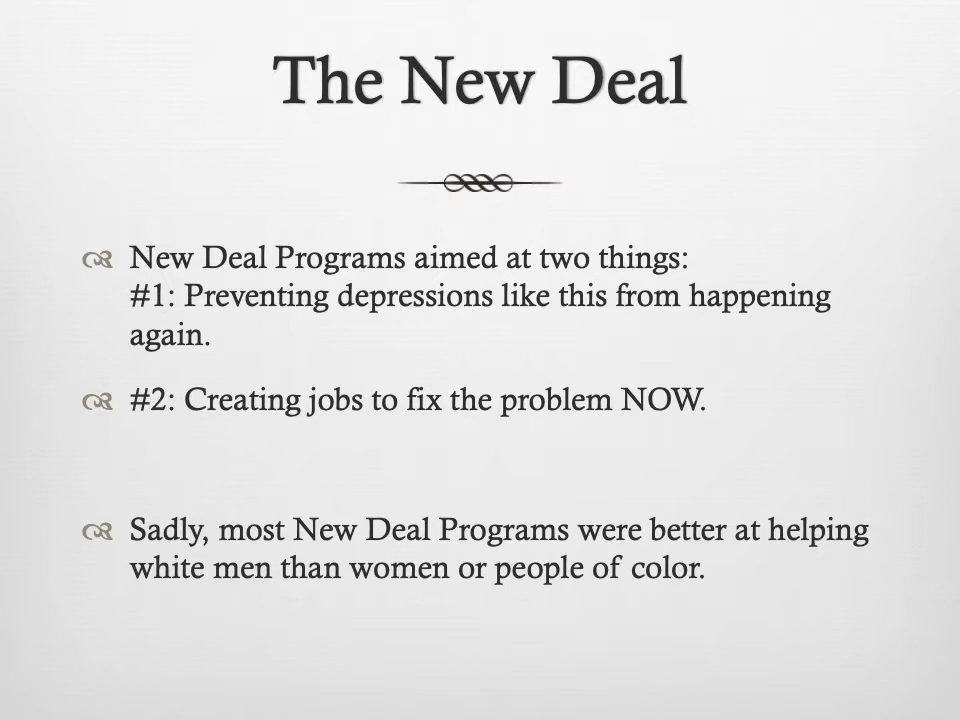 The New Deal
New Deal Programs aimed at two things:
#1: Preventing depressions like this from happening
again.
#2: Creating jobs to fix the problem NOW.
Sadly, most New Deal Programs were better at helping
white men than women or people of color.